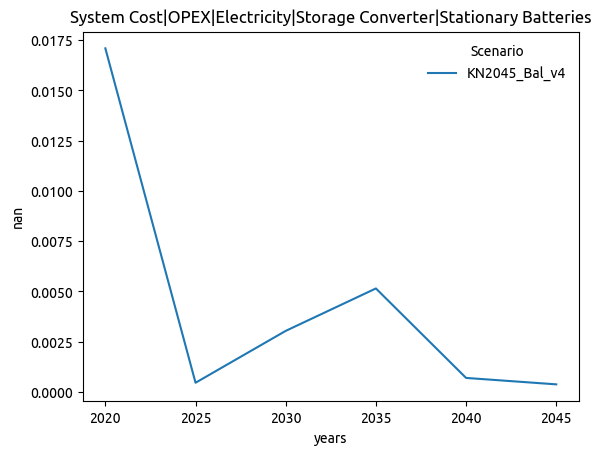 System Cost|OPEX|Electricity|Storage Converter|Stationary Batteries
Scenario
KN2045_Bal_v4
0.0175
0.0150
0.0125
0.0100
0.0075
0.0050
0.0025
0.0000
nan
2020 2025 2030 2035 2040 2045
years